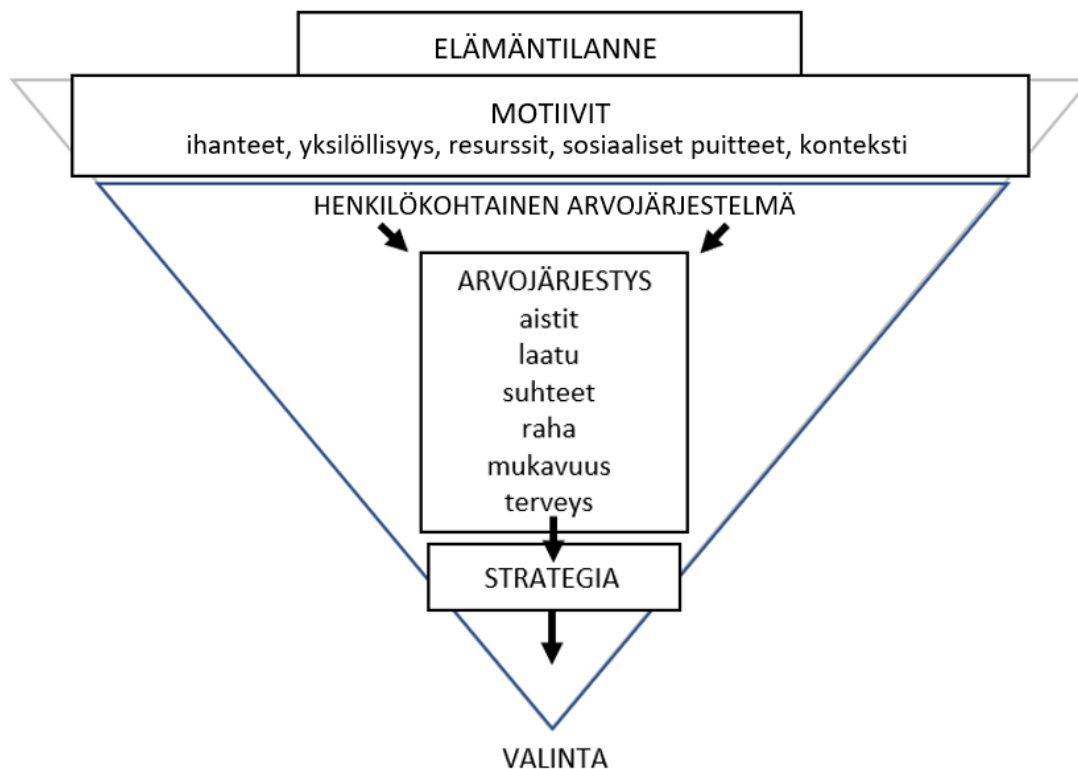 ELÄMÄNTILANNE
MOTIIVIT
ihanteet, yksilöllisyys, resurssit, sosiaaliset puitteet, konteksti
HENKILÖKOHTAINEN ARVOJÄRJESTELMÄ
ARVOJÄRJESTYS
aistit
laatu
suhteet
raha
mukavuus
terveys
STRATEGIA
VALINTA